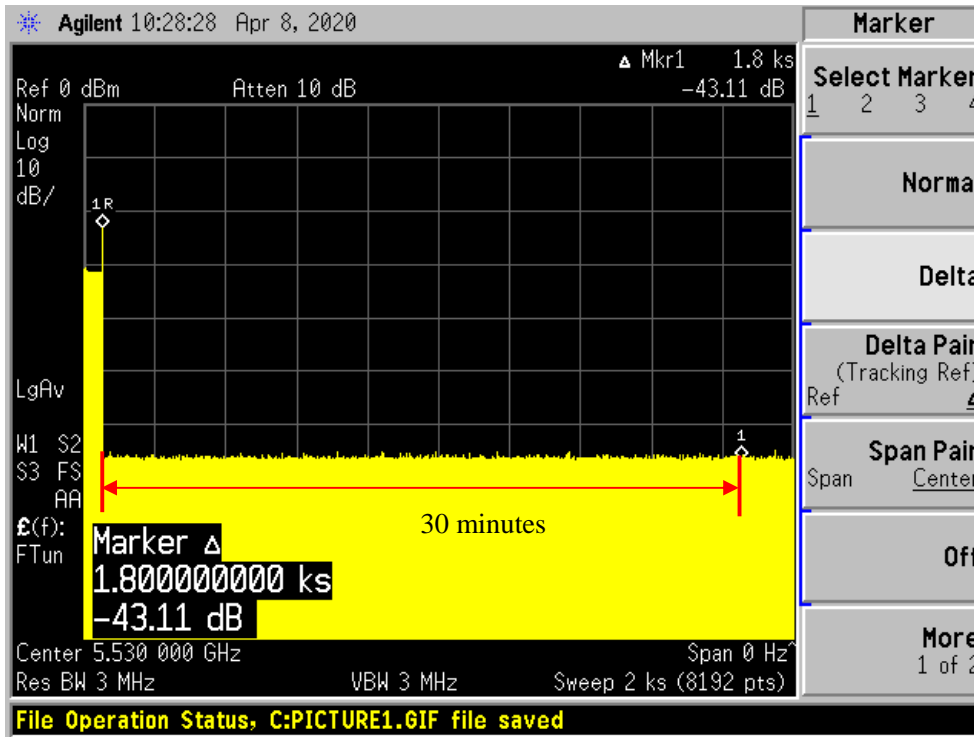 Agilent 10:28:28 Apr 8, 2020
Marker
Δ Mkr1 1.8 ks
Ref 0 dBm Atten 10 dB -43.11 dB
Norm
Log
10
dB/
1R
LgAv
1
W1 S2
S3 FS
AA
£(f):
FTun
30 minutes
Marker Δ
1.800000000 ks
-43.11 dB
Center 5.530 000 GHz Span 0 Hz^
Res BW 3 MHz VBW 3 MHz Sweep 2 ks (8192 pts)
File Operation Status, C:PICTURE1.GIF file saved
Select Marker
1 2 3 4
Norma
Delta
Delta Pair
(Tracking Ref)
Ref Δ
Span Pair
Span Center
Off
More
1 of 2